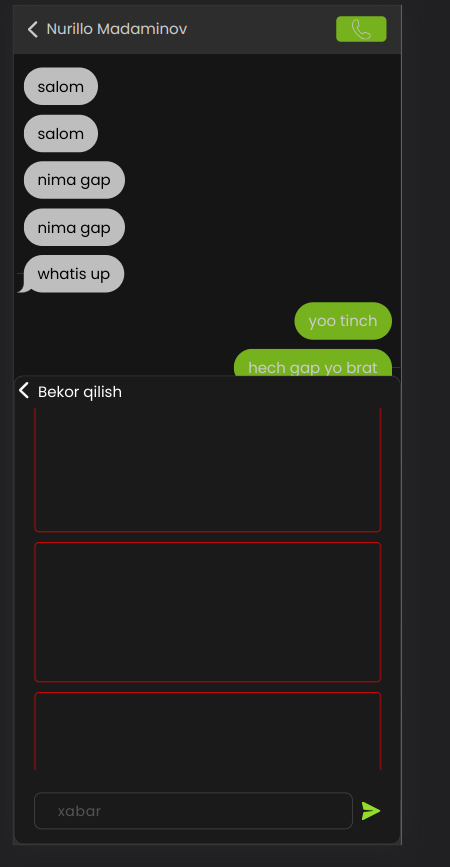 Nurillo Madaminov
salom
salom
nima gap
nima gap
whatis up
yoo tinch
hech gap yo brat
Bekor qilish
xabar